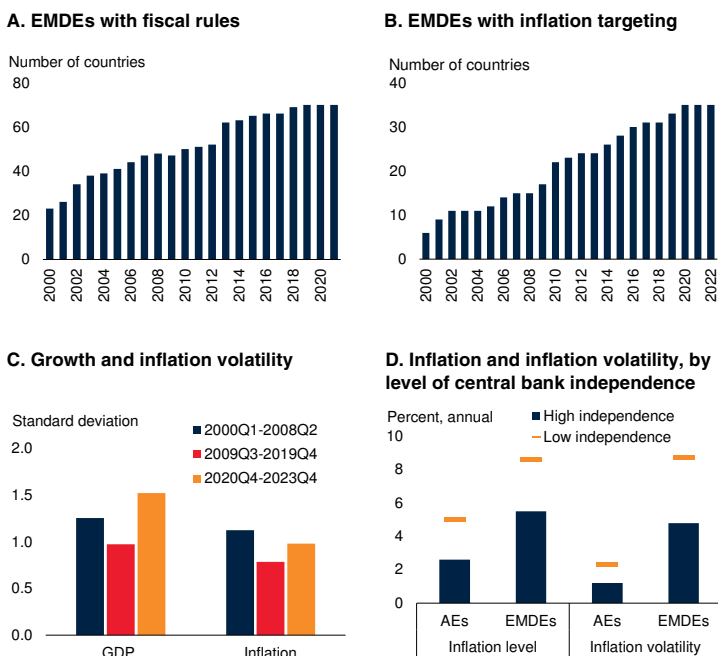 A. EMDEs with fiscal rules
Number of countries
80
60
40
20
0
2000
2002
2004
2006
2008
2010
2012
2014
2016
2018
2020
B. EMDEs with inflation targeting
Number of countries
40
30
20
10
0
2000
2002
2004
2006
2008
2010
2012
2014
2016
2018
2020
2022
C. Growth and inflation volatility
Standard deviation
2000Q1-2008Q2
2009Q3-2019Q4
2020Q4-2023Q4
2.0
1.5
1.0
0.5
0.0
GDP
Inflation
D. Inflation and inflation volatility, by
level of central bank independence
Percent, annual
High independence
Low independence
10
8
6
4
2
0
AEs EMDEs AEs EMDEs
Inflation level Inflation volatility